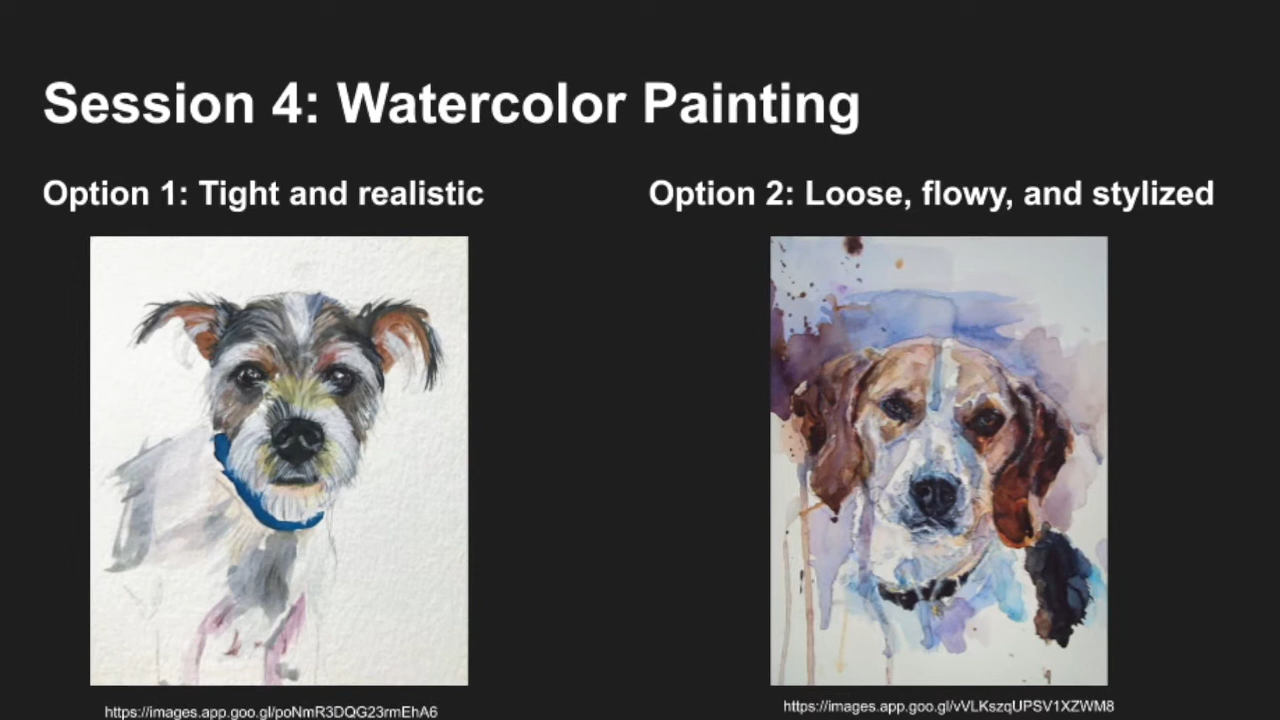 Session 4: Watercolor Painting
Option 1: Tight and realistic
Option 2: Loose, flowy, and stylized
https://images.app.goo.gl/poNmR3DQG23rmEhA6
https://images.app.goo.gl/vVLKszqUPSV1XZWM8